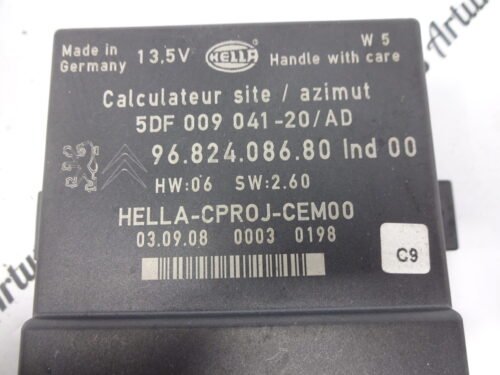 Made in
Germany
13,5V
HELLA
W 5
Handle with care
Calculateur site / azimut
5DF 009 041-20/AD
96.824.086.80 Ind 00
HW:06 SW:2.60
HELLA-CPROJ-CEM00
03.09.08 0003 0198
C9